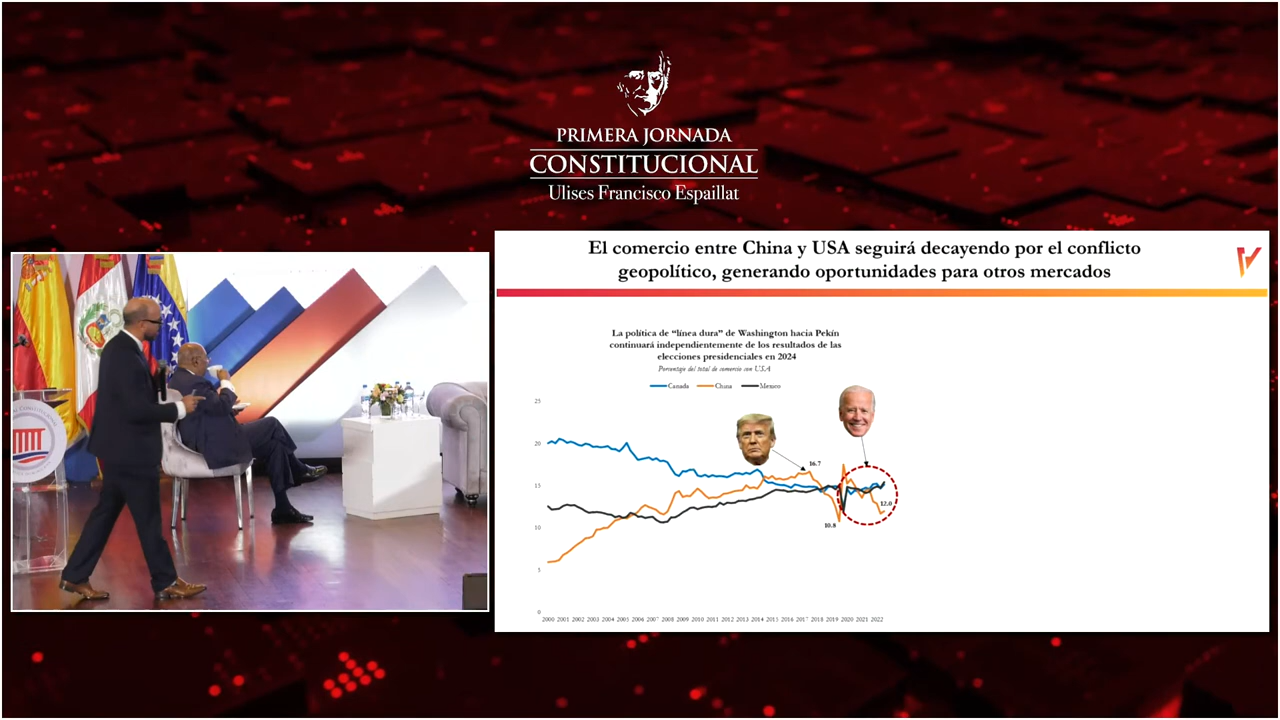 PRIMERA JORNADA
CONSTITUCIONAL
Ulises Francisco Espaillat
El comercio entre China y USA seguirá decayendo por el conflicto
geopolítico, generando oportunidades para otros mercados
La política de “línea dura” de Washington hacia Pekín
continuará independientemente de los resultados de las
elecciones presidenciales en 2024
Porcentaje del total de comercio con USA
Canada China Mexico
25
20
15
10
5
0
16.7
10.8
12.0
2000 2001 2002 2003 2004 2005 2006 2007 2008 2009 2010 2011 2012 2013 2014 2015 2016 2017 2018 2019 2020 2021 2022